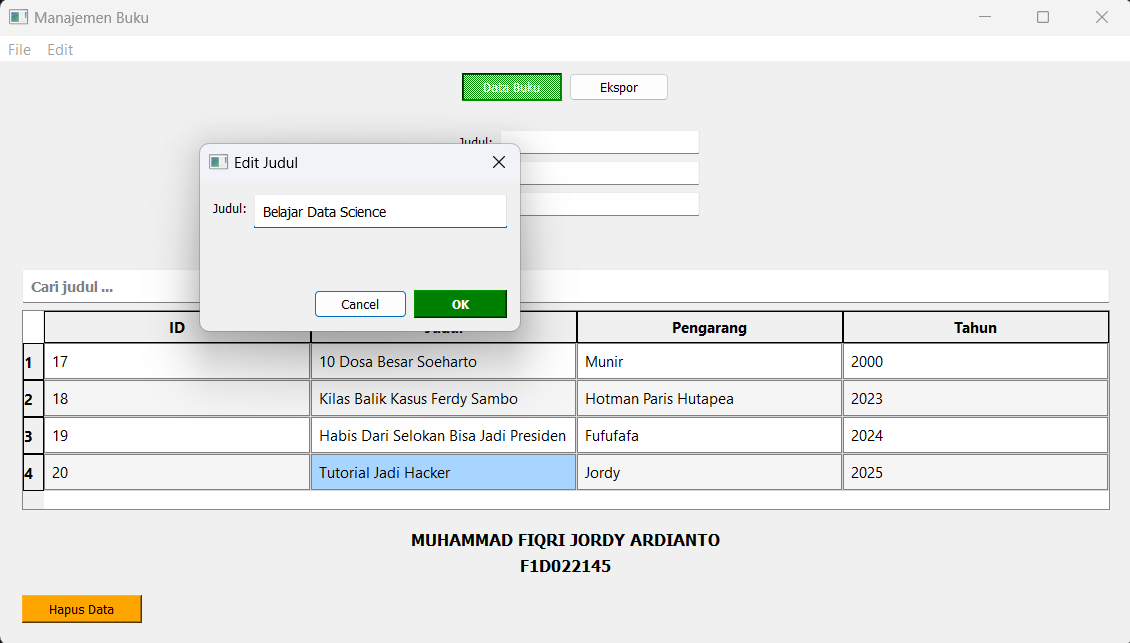 Manajemen Buku
File Edit
Data Buku Ekspor
Judul:
Edit Judul
Judul: Belajar Data Science
Cancel OK
Cari judul ...
ID Judul Pengarang Tahun
1 17 10 Dosa Besar Soeharto Munir 2000
2 18 Kilas Balik Kasus Ferdy Sambo Hotman Paris Hutapea 2023
3 19 Habis Dari Selokan Bisa Jadi Presiden Fufufafa 2024
4 20 Tutorial Jadi Hacker Jordy 2025
MUHAMMAD FIQRI JORDY ARDIANTO
F1D022145
Hapus Data